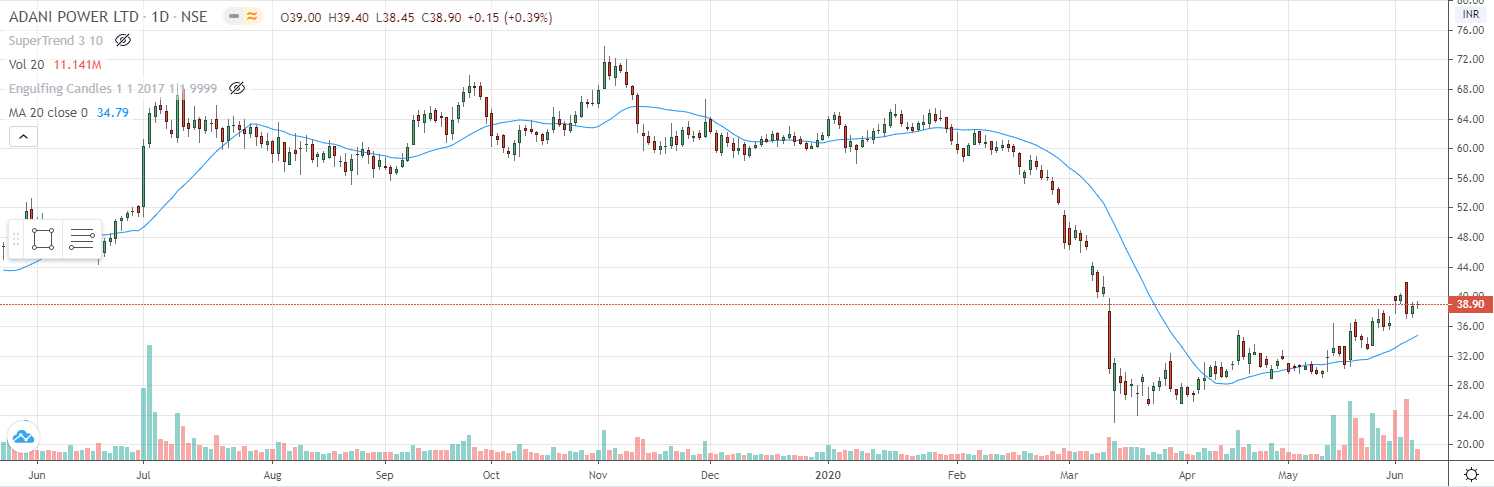 ADANI POWER LTD · 1D · NSE O39.00 H39.40 L38.45 C38.90 +0.15 (+0.39%)
SuperTrend 3 10
Vol 20 11.141M
Engulfing Candles 1 1 2017 1 1 9999
MA 20 close 0 34.79
80.00
INR
76.00
72.00
68.00
64.00
60.00
56.00
52.00
48.00
44.00
40.00
38.90
36.00
32.00
28.00
24.00
20.00
Jun Jul Aug Sep Oct Nov Dec 2020 Feb Mar Apr May Jun